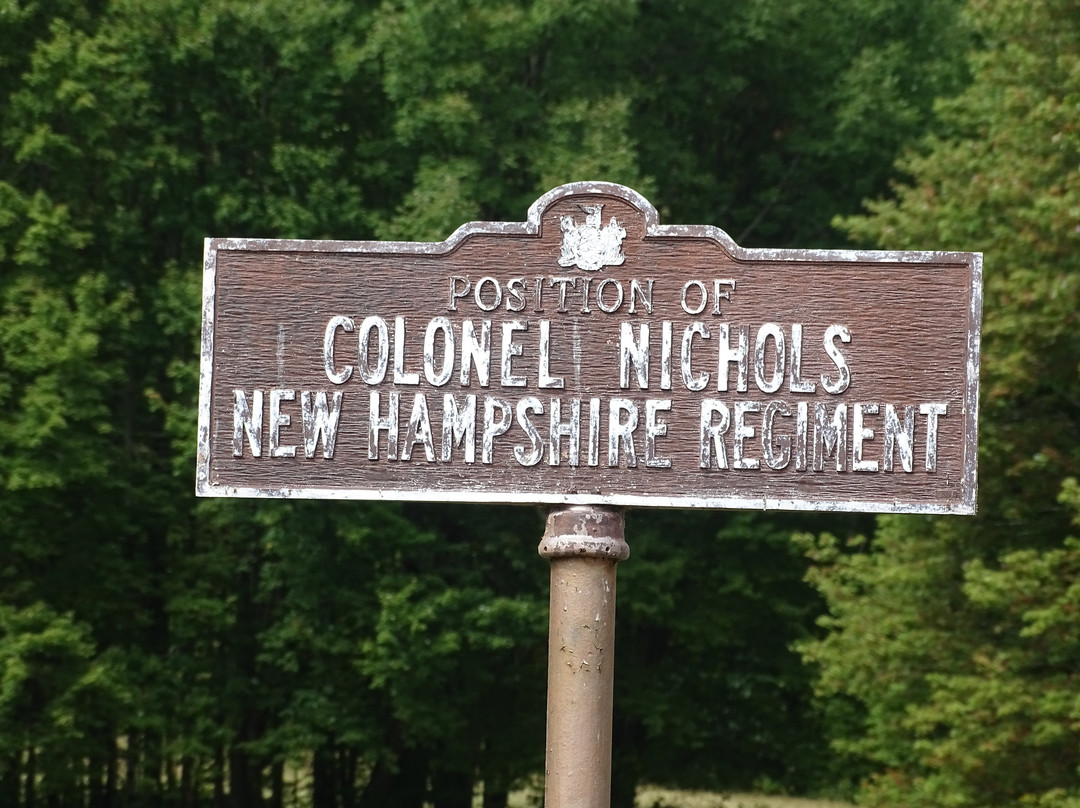 POSITION OF
COLONEL NICHOLS
NEW HAMPSHIRE REGIMENT